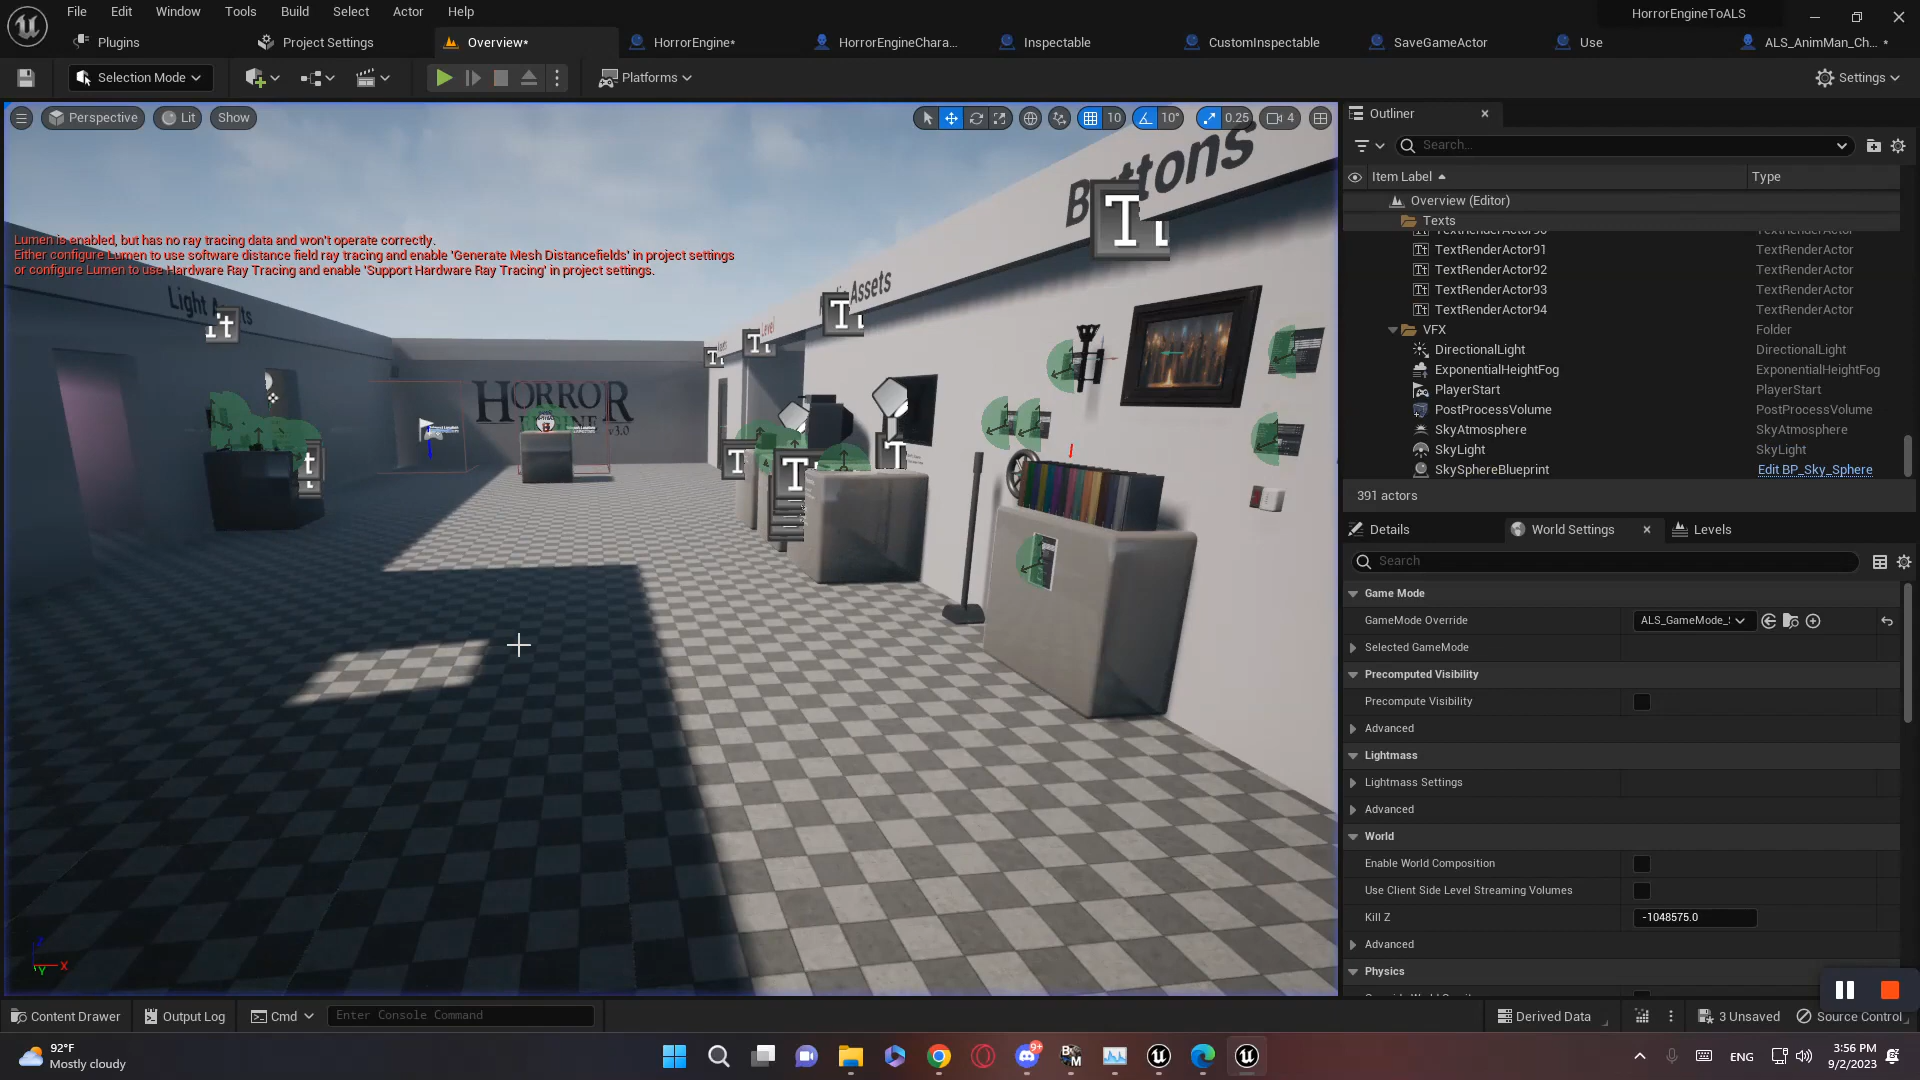 File Edit Window Tools Build Select Actor Help
HorrorEngineToALS
Plugins Project Settings Overview* HorrorEngine* HorrorEngineChara... Inspectable CustomInspectable SaveGameActor Use ALS_AnimMan_Ch... *
Selection Mode Platforms Settings
Perspective Lit Show 10 10° 0.25 4
Buttons
Lumen is enabled, but has no ray tracing data and won't operate correctly.
Either configure Lumen to use software distance field ray tracing and enable 'Generate Mesh Distancefields' in project settings
or configure Lumen to use Hardware Ray Tracing and enable 'Support Hardware Ray Tracing' in project settings.
Assets
HORROR
v3.0
Outliner
Search...
Item Label Type
Overview (Editor)
Texts
TextRenderActor91 TextRenderActor
TextRenderActor92 TextRenderActor
TextRenderActor93 TextRenderActor
TextRenderActor94 TextRenderActor
VFX Folder
DirectionalLight DirectionalLight
ExponentialHeightFog ExponentialHeightFog
PlayerStart PlayerStart
PostProcessVolume PostProcessVolume
SkyAtmosphere SkyAtmosphere
SkyLight SkyLight
SkySphereBlueprint Edit BP_Sky_Sphere
391 actors
Details World Settings Levels
Search
Game Mode
GameMode Override ALS_GameMode_
Selected GameMode
Precomputed Visibility
Precompute Visibility
Advanced
Lightmass
Lightmass Settings
Advanced
World
Enable World Composition
Use Client Side Level Streaming Volumes
Kill Z -1048575.0
Advanced
Physics
Z
X
Y
Content Drawer Output Log Cmd Enter Console Command Derived Data 3 Unsaved Source Control
92°F
Mostly cloudy
9+
ENG
3:56 PM
9/2/2023